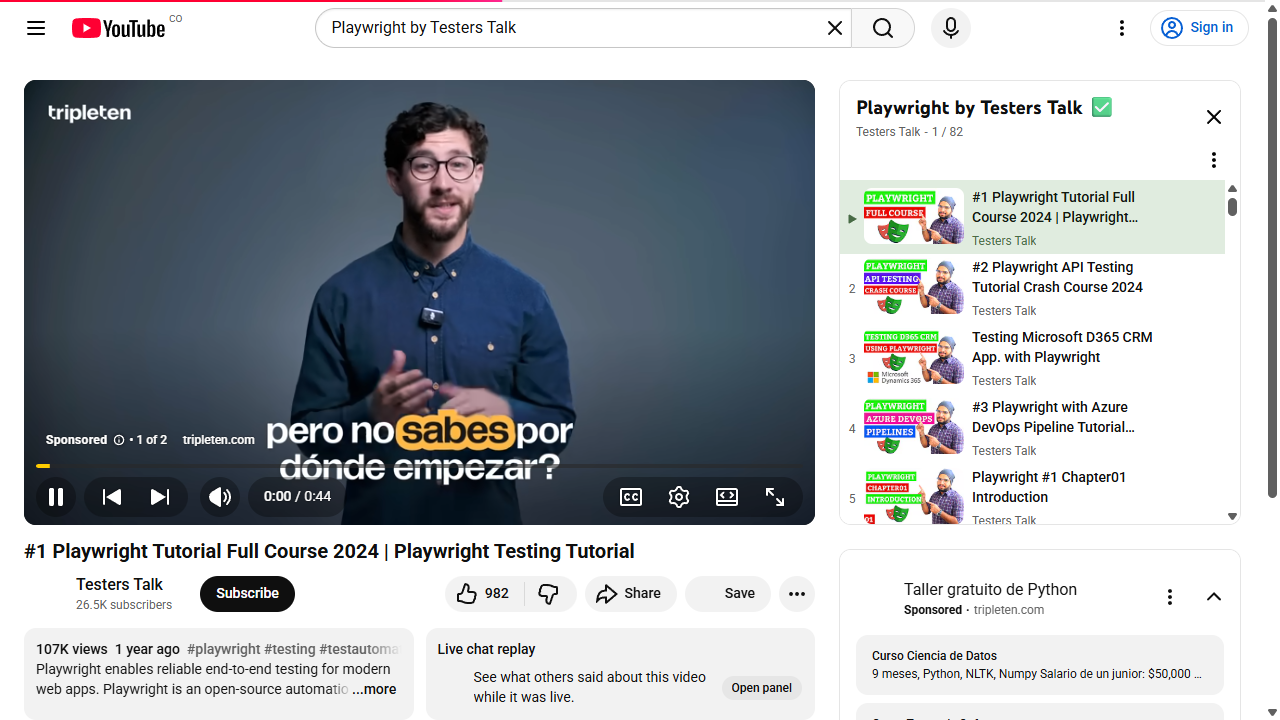 YouTube CO
Playwright by Testers Talk
Sign in
tripleten
pero no sabes por
dónde empezar?
Sponsored • 1 of 2 tripleten.com
0:00 / 0:44
Playwright by Testers Talk ✅
Testers Talk - 1 / 82
PLAYWRIGHT
FULL COURSE
#1 Playwright Tutorial Full
Course 2024 | Playwright…
Testers Talk
2
PLAYWRIGHT
API TESTING
CRASH COURSE
#2 Playwright API Testing
Tutorial Crash Course 2024
Testers Talk
3
TESTING D365 CRM
USING PLAYWRIGHT
Microsoft
Dynamics 365
Testing Microsoft D365 CRM
App. with Playwright
Testers Talk
4
PLAYWRIGHT
AZURE DEVOPS
PIPELINES
#3 Playwright with Azure
DevOps Pipeline Tutorial…
Testers Talk
5
PLAYWRIGHT
CHAPTER01
INTRODUCTION
01
Playwright #1 Chapter01
Introduction
Testers Talk
#1 Playwright Tutorial Full Course 2024 | Playwright Testing Tutorial
Testers Talk
26.5K subscribers
Subscribe
982
Share
Save
107K views 1 year ago #playwright #testing #testautoma
Playwright enables reliable end-to-end testing for modern
web apps. Playwright is an open-source automatio ...more
Live chat replay
See what others said about this video
while it was live.
Open panel
Taller gratuito de Python
Sponsored · tripleten.com
Curso Ciencia de Datos
9 meses, Python, NLTK, Numpy Salario de un junior: $50,000 …